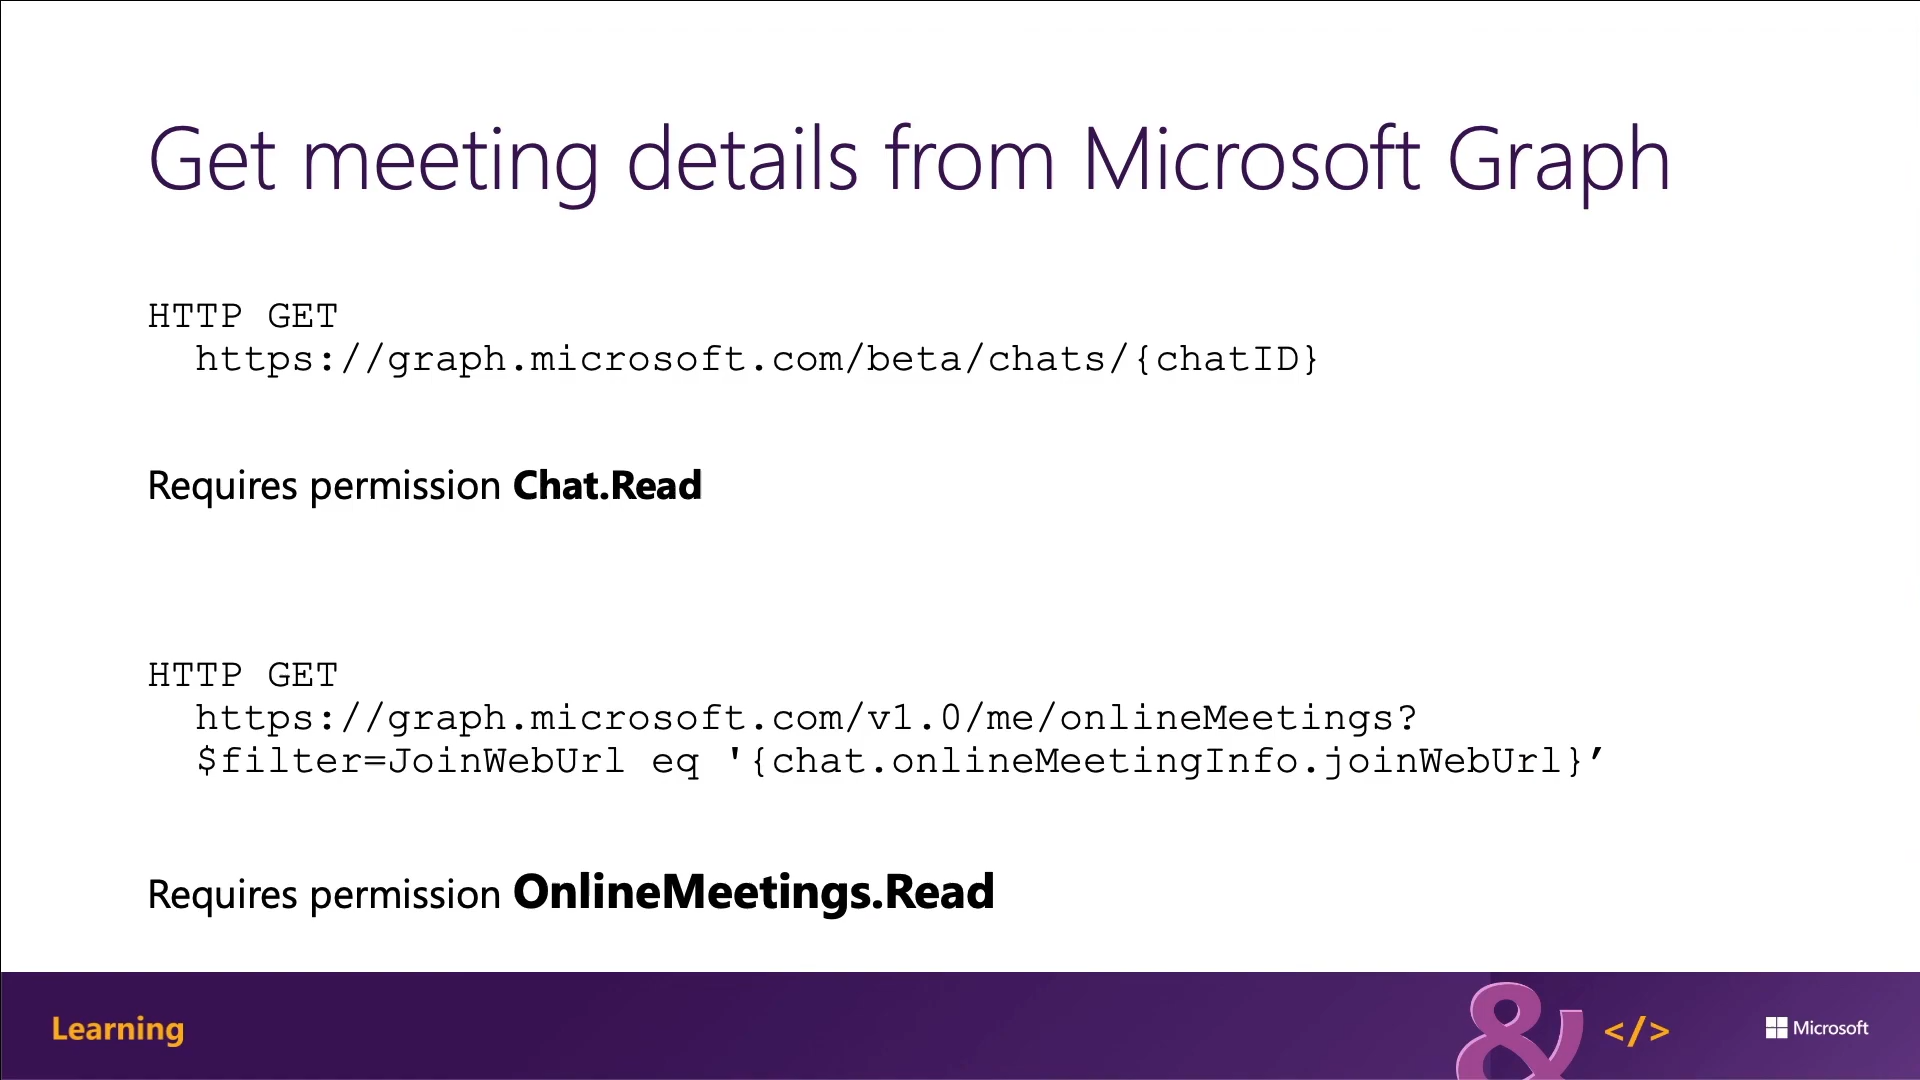 Get meeting details from Microsoft Graph
HTTP GET
https://graph.microsoft.com/beta/chats/{chatID}
Requires permission Chat.Read
HTTP GET
https://graph.microsoft.com/v1.0/me/onlineMeetings?
$filter=JoinWebUrl eq '{chat.onlineMeetingInfo.joinWebUrl}’
Requires permission OnlineMeetings.Read
Learning
& </>
Microsoft